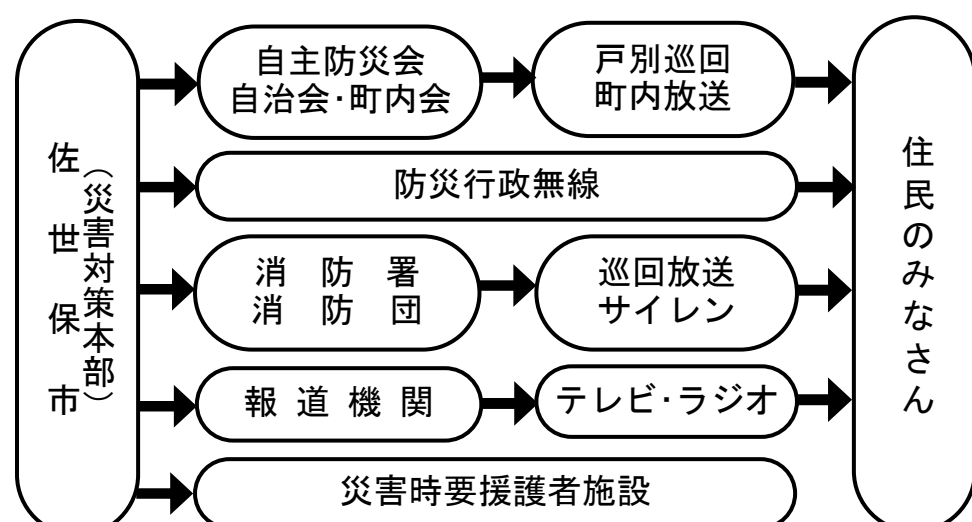 佐世保市
（災害対策本部）
自主防災会
自治会・町内会
戸別巡回
町内放送
防災行政無線
消防署
消防団
巡回放送
サイレン
報道機関
テレビ・ラジオ
災害時要援護者施設
住民のみなさん